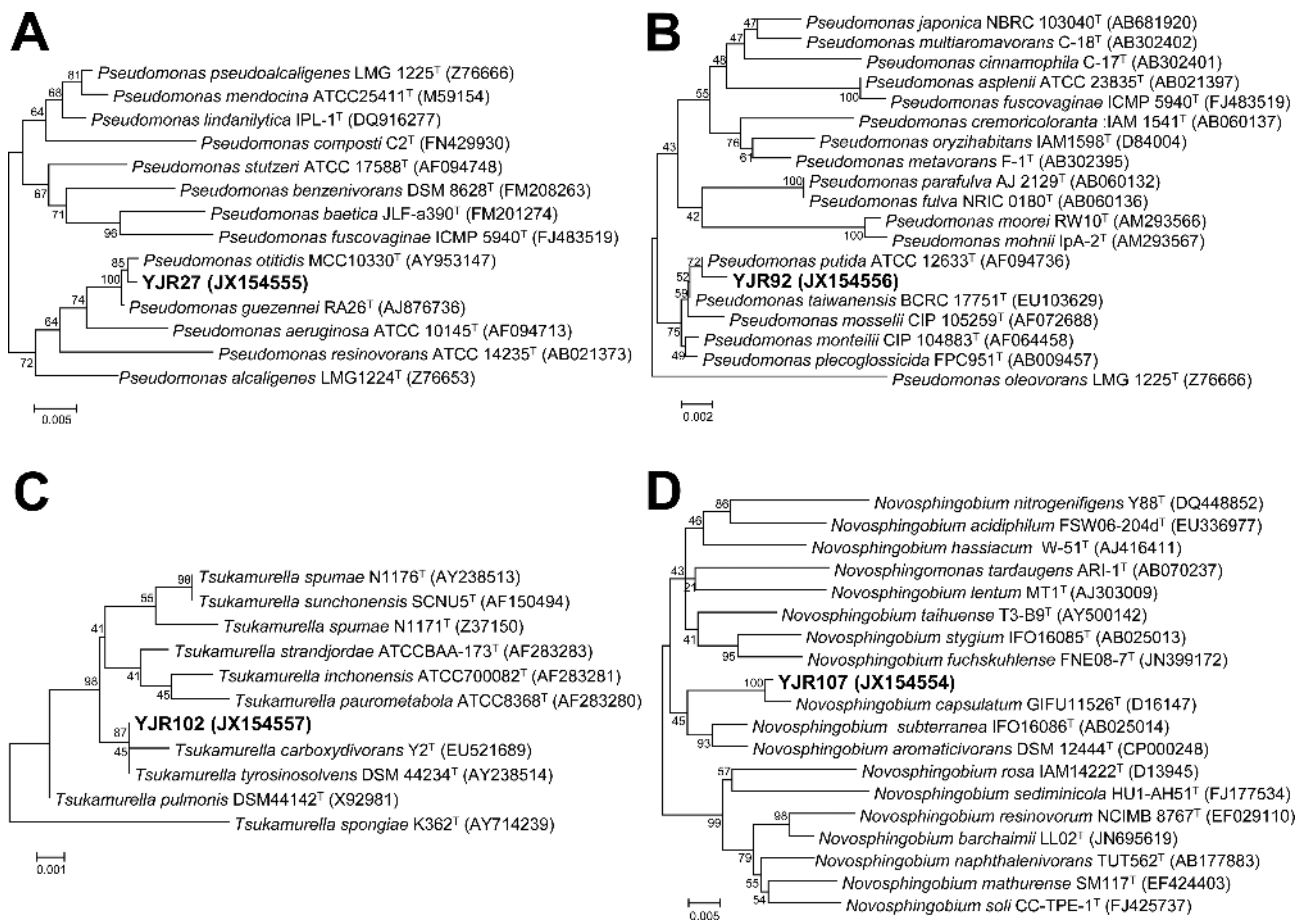 A
81
Pseudomonas pseudoalcaligenes LMG 1225ᵀ (Z76666)
68
Pseudomonas mendocina ATCC25411ᵀ (M59154)
64
Pseudomonas lindanilytica IPL-1ᵀ (DQ916277)
Pseudomonas composti C2ᵀ (FN429930)
Pseudomonas stutzeri ATCC 17588ᵀ (AF094748)
67
Pseudomonas benzenivorans DSM 8628ᵀ (FM208263)
71
Pseudomonas baetica JLF-a390ᵀ (FM201274)
96
Pseudomonas fuscovaginae ICMP 5940ᵀ (FJ483519)
85
Pseudomonas otitidis MCC10330ᵀ (AY953147)
100
YJR27 (JX154555)
74
Pseudomonas guezennei RA26ᵀ (AJ876736)
64
Pseudomonas aeruginosa ATCC 10145ᵀ (AF094713)
72
Pseudomonas resinovorans ATCC 14235ᵀ (AB021373)
Pseudomonas alcaligenes LMG1224ᵀ (Z76653)
0.005
B
47
Pseudomonas japonica NBRC 103040ᵀ (AB681920)
47
Pseudomonas multiaromavorans C-18ᵀ (AB302402)
48
Pseudomonas cinnamophila C-17ᵀ (AB302401)
Pseudomonas asplenii ATCC 23835ᵀ (AB021397)
55
100
Pseudomonas fuscovaginae ICMP 5940ᵀ (FJ483519)
Pseudomonas cremoricoloranta :IAM 1541ᵀ (AB060137)
76
Pseudomonas oryzihabitans IAM1598ᵀ (D84004)
43
61
Pseudomonas metavorans F-1ᵀ (AB302395)
100
Pseudomonas parafulva AJ 2129ᵀ (AB060132)
Pseudomonas fulva NRIC 0180ᵀ (AB060136)
42
Pseudomonas moorei RW10ᵀ (AM293566)
100
Pseudomonas mohnii IpA-2ᵀ (AM293567)
72
Pseudomonas putida ATCC 12633ᵀ (AF094736)
52
YJR92 (JX154556)
59
Pseudomonas taiwanensis BCRC 17751ᵀ (EU103629)
Pseudomonas mosselii CIP 105259ᵀ (AF072688)
75
Pseudomonas monteilii CIP 104883ᵀ (AF064458)
49
Pseudomonas plecoglossicida FPC951ᵀ (AB009457)
Pseudomonas oleovorans LMG 1225ᵀ (Z76666)
0.002
C
98
Tsukamurella spumae N1176ᵀ (AY238513)
55
Tsukamurella sunchonensis SCNU5ᵀ (AF150494)
Tsukamurella spumae N1171ᵀ (Z37150)
41
Tsukamurella strandjordae ATCCBAA-173ᵀ (AF283283)
41
Tsukamurella inchonensis ATCC700082ᵀ (AF283281)
98
45
Tsukamurella paurometabola ATCC8368ᵀ (AF283280)
87
YJR102 (JX154557)
45
Tsukamurella carboxydivorans Y2ᵀ (EU521689)
Tsukamurella tyrosinosolvens DSM 44234ᵀ (AY238514)
Tsukamurella pulmonis DSM44142ᵀ (X92981)
Tsukamurella spongiae K362ᵀ (AY714239)
0.001
D
86
Novosphingobium nitrogenifigens Y88ᵀ (DQ448852)
46
Novosphingobium acidiphilum FSW06-204dᵀ (EU336977)
Novosphingobium hassiacum W-51ᵀ (AJ416411)
43
Novosphingomonas tardaugens ARI-1ᵀ (AB070237)
21
Novosphingobium lentum MT1ᵀ (AJ303009)
Novosphingobium taihuense T3-B9ᵀ (AY500142)
41
Novosphingobium stygium IFO16085ᵀ (AB025013)
95
Novosphingobium fuchskuhlense FNE08-7ᵀ (JN399172)
100
YJR107 (JX154554)
Novosphingobium capsulatum GIFU11526ᵀ (D16147)
45
Novosphingobium subterranea IFO16086ᵀ (AB025014)
93
Novosphingobium aromaticivorans DSM 12444ᵀ (CP000248)
57
Novosphingobium rosa IAM14222ᵀ (D13945)
Novosphingobium sediminicola HU1-AH51ᵀ (FJ177534)
99
98
Novosphingobium resinovorum NCIMB 8767ᵀ (EF029110)
Novosphingobium barchaimii LL02ᵀ (JN695619)
79
Novosphingobium naphthalenivorans TUT562ᵀ (AB177883)
55
Novosphingobium mathurense SM117ᵀ (EF424403)
54
Novosphingobium soli CC-TPE-1ᵀ (FJ425737)
0.005